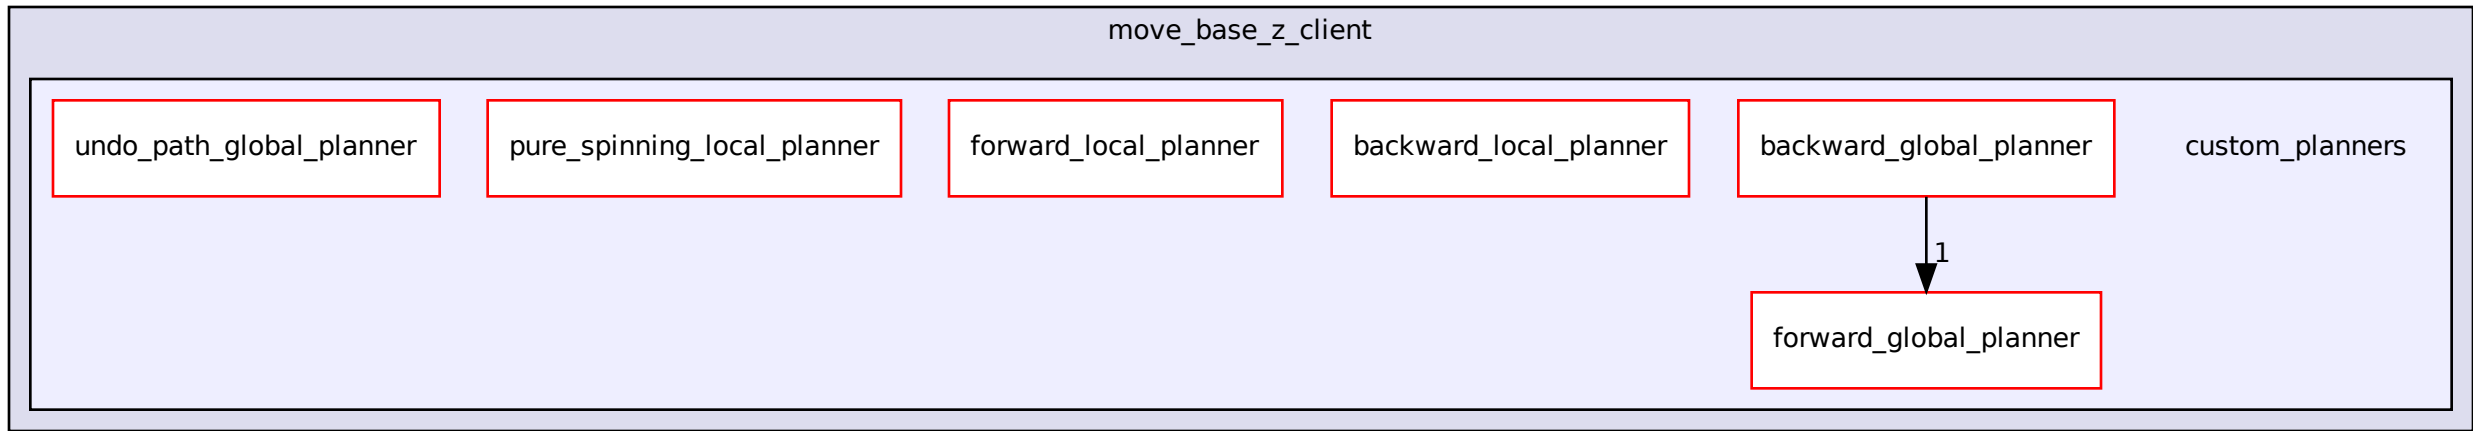 move_base_z_client
undo_path_global_planner
pure_spinning_local_planner
forward_local_planner
backward_local_planner
backward_global_planner
custom_planners
1
forward_global_planner